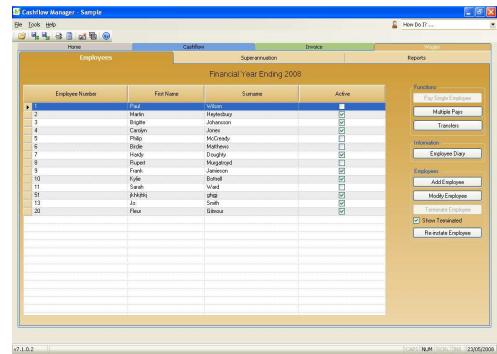 Cashflow Manager - Sample
File Tools Help
How Do I? ...
Home Cashflow Invoice Wages
Employees Superannuation Reports
Financial Year Ending 2008
Employee Number First Name Surname Active
1 Paul Wilson
2 Martin Heytesbury
3 Brigitte Johansson
4 Carolyn Jones
5 Philip McCready
6 Birdie Matthews
7 Hardy Doughty
8 Rupert Murgatroyd
9 Frank Jamieson
10 Kylie Bottrell
11 Sarah Ward
51 jkhkjhkj ghjgj
13 Jo Smith
20 Fleur Gilmour
Functions
Pay Single Employee
Multiple Pays
Transfers
Information
Employee Diary
Employees
Add Employee
Modify Employee
Terminate Employee
Show Terminated
Re-instate Employee
v7.1.0.2 CAPS NUM SCRL INS 23/05/2008